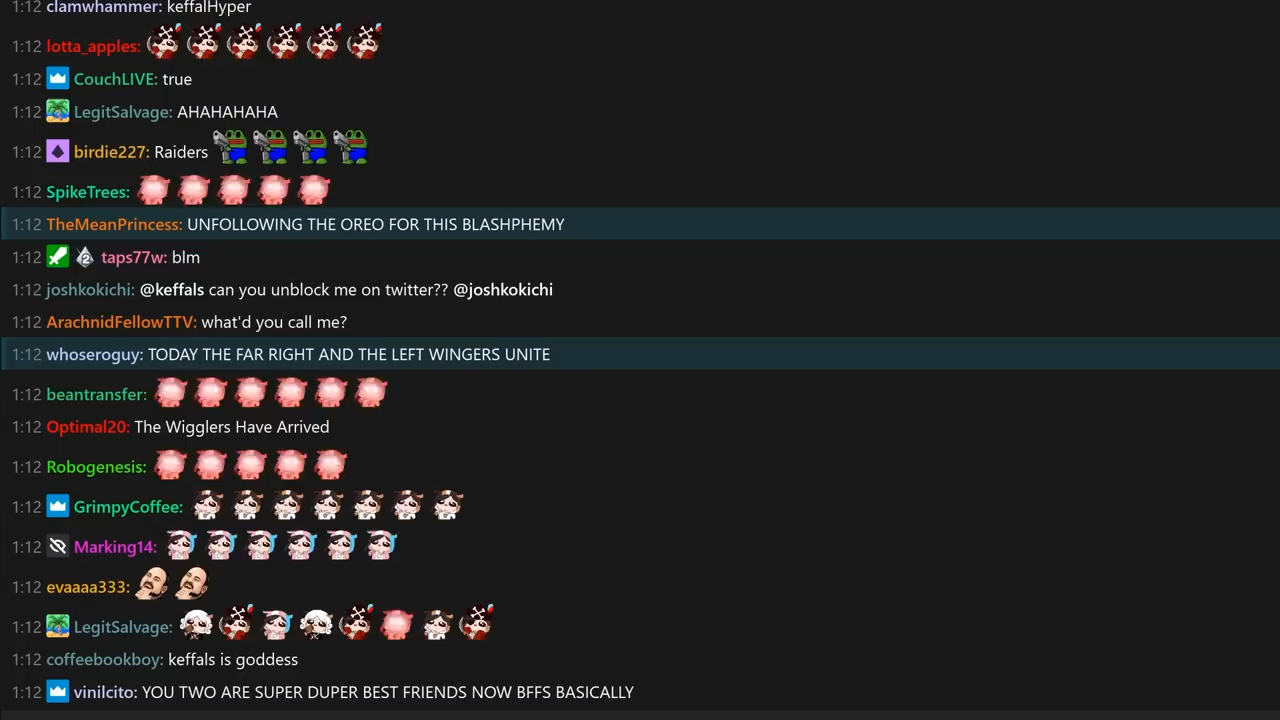 1:12 clamwhammer: keffalHyper
1:12 lotta_apples:
1:12 CouchLIVE: true
1:12 LegitSalvage: AHAHAHAHA
1:12 birdie227: Raiders
1:12 SpikeTrees:
1:12 TheMeanPrincess: UNFOLLOWING THE OREO FOR THIS BLASHPHEMY
1:12 2 taps77w: blm
1:12 joshkokichi: @keffals can you unblock me on twitter?? @joshkokichi
1:12 ArachnidFellowTTV: what'd you call me?
1:12 whoseroguy: TODAY THE FAR RIGHT AND THE LEFT WINGERS UNITE
1:12 beantransfer:
1:12 Optimal20: The Wigglers Have Arrived
1:12 Robogenesis:
1:12 GrimpyCoffee:
1:12 Marking14:
1:12 evaaaa333:
1:12 LegitSalvage:
1:12 coffeebookboy: keffals is goddess
1:12 vinilcito: YOU TWO ARE SUPER DUPER BEST FRIENDS NOW BFFS BASICALLY